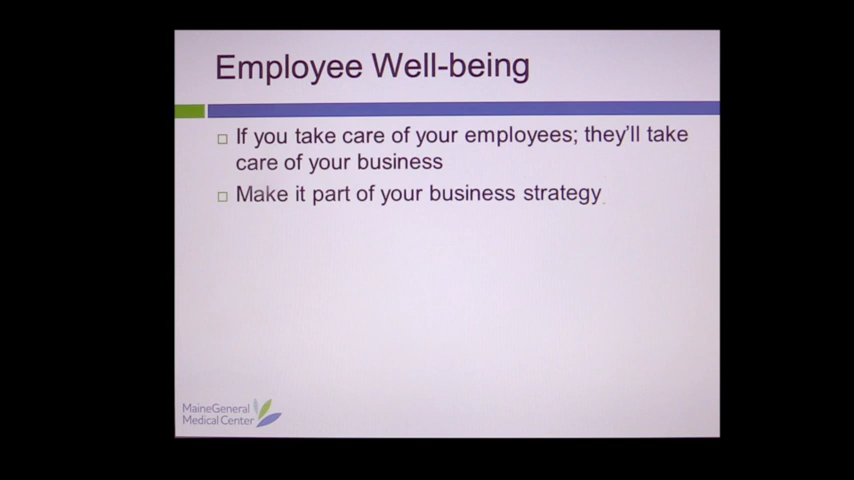 Employee Well-being
If you take care of your employees; they'll take
care of your business
Make it part of your business strategy
MaineGeneral
Medical Center